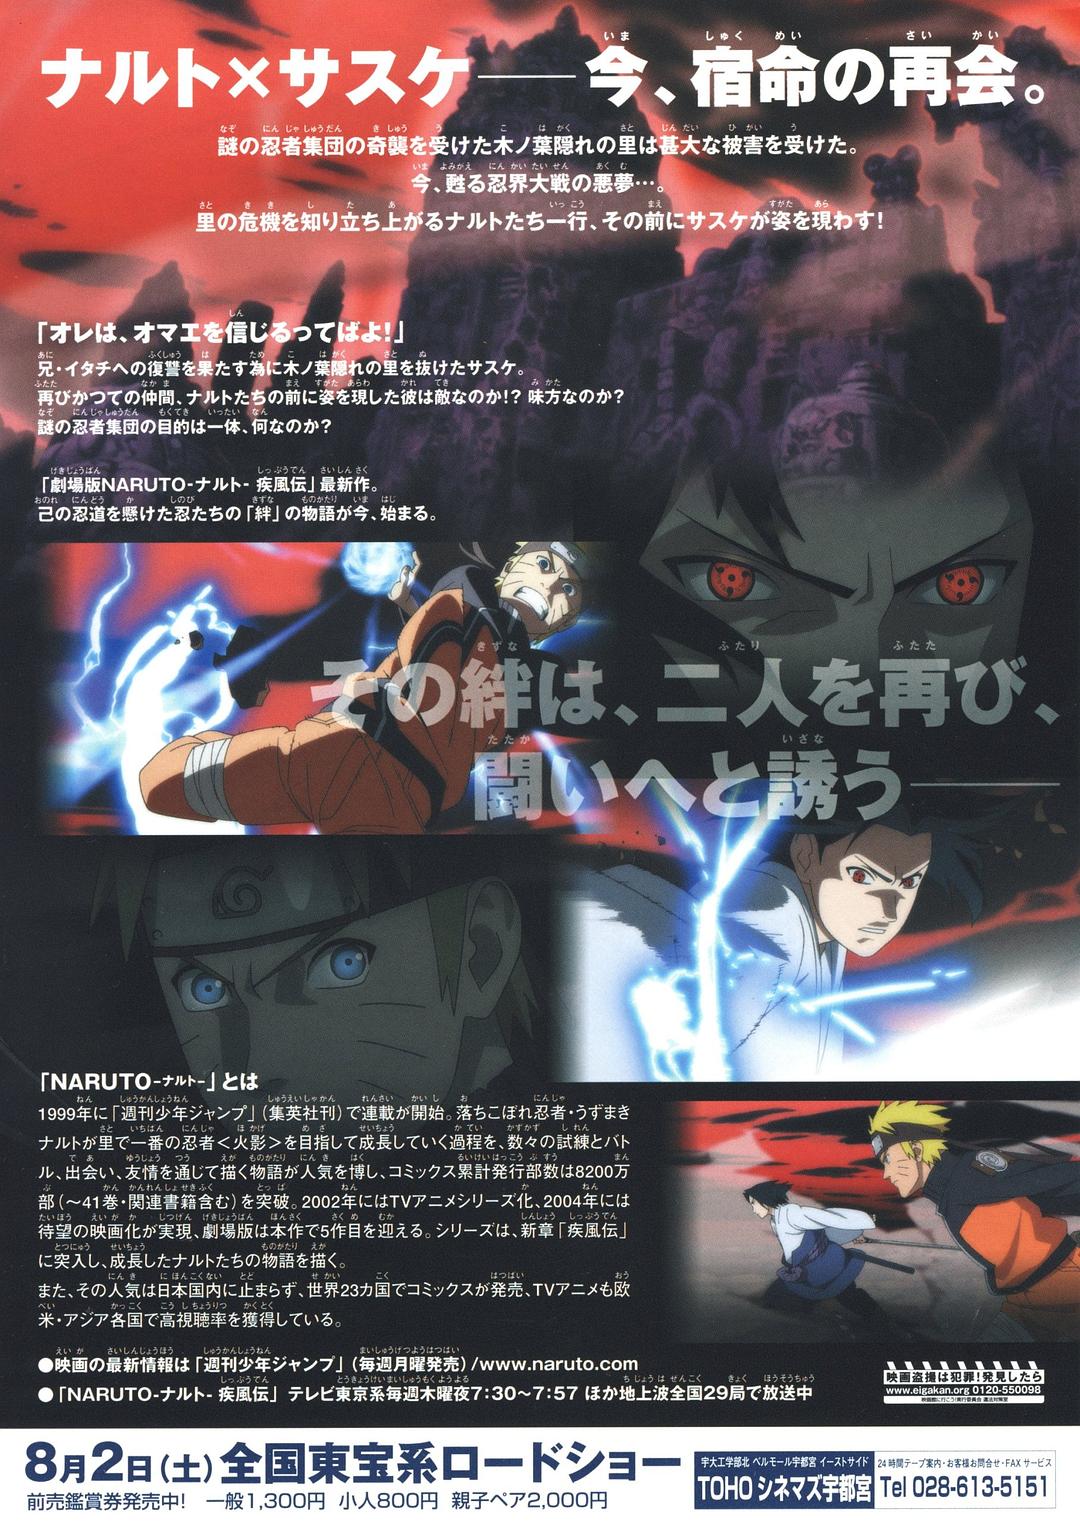 ナルト×サスケ――今、宿命の再会。
謎の忍者集団の奇襲を受けた木ノ葉隠れの里は甚大な被害を受けた。
今、甦る忍界大戦の悪夢…。
里の危機を知り立ち上がるナルトたち一行、その前にサスケが姿を現わす!
「オレは、オマエを信じるってばよ!」
兄・イタチへの復讐を果たす為に木ノ葉隠れの里を抜けたサスケ。
再びかつての仲間、ナルトたちの前に姿を現した彼は敵なのか!? 味方なのか?
謎の忍者集団の目的は一体、何なのか?
「劇場版NARUTO-ナルト- 疾風伝」最新作。
己の忍道を懸けた忍たちの「絆」の物語が今、始まる。
その絆は、二人を再び、
闘いへと誘う――
「NARUTO-ナルト-」とは
1999年に「週刊少年ジャンプ」(集英社刊)で連載が開始。落ちこぼれ忍者・うずまき
ナルトが里で一番の忍者<火影>を目指して成長していく過程を、数々の試練とバト
ル、出会い、友情を通じて描く物語が人気を博し、コミックス累計発行部数は8200万
部(〜41巻・関連書籍含む)を突破。2002年にはTVアニメシリーズ化、2004年には
待望の映画化が実現、劇場版は本作で5作目を迎える。シリーズは、新章「疾風伝」
に突入し、成長したナルトたちの物語を描く。
また、その人気は日本国内に止まらず、世界23カ国でコミックスが発売、TVアニメも欧
米・アジア各国で高視聴率を獲得している。
●映画の最新情報は「週刊少年ジャンプ」(毎週月曜発売)/www.naruto.com
●「NARUTO-ナルト- 疾風伝」 テレビ東京系毎週木曜夜7:30〜7:57 ほか地上波全国29局で放送中
映画盗撮は犯罪!発見したら
www.eigakan.org 0120-550098
映画館に行こう!実行委員会 違法対策室
8月2日(土)全国東宝系ロードショー
前売鑑賞券発売中! 一般1,300円 小人800円 親子ペア2,000円
宇大工学部北 ベルモール宇都宮 イーストサイド
TOHOシネマズ宇都宮
24時間テープ案内・お客様お問合せ・FAXサービス
Tel 028-613-5151